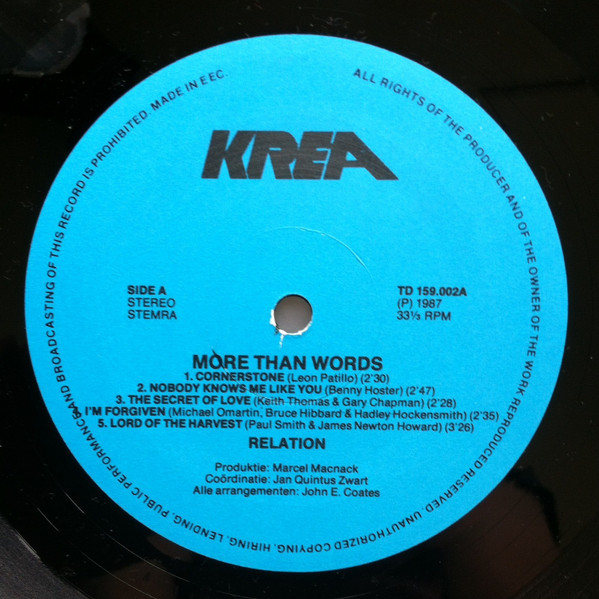 KREA
SIDE A
STEREO
STEMRA
TD 159.002A
(P) 1987
33⅓ RPM
MORE THAN WORDS
1. CORNERSTONE (Leon Patillo) (2'30)
2. NOBODY KNOWS ME LIKE YOU (Benny Hoster) (2'47)
3. THE SECRET OF LOVE (Keith Thomas & Gary Chapman) (2'28)
I'M FORGIVEN (Michael Omartin, Bruce Hibbard & Hadley Hockensmith) (2'35)
5. LORD OF THE HARVEST (Paul Smith & James Newton Howard) (3'26)
RELATION
Produktie: Marcel Macnack
Coördinatie: Jan Quintus Zwart
Alle arrangementen: John E. Coates
ALL RIGHTS OF THE PRODUCER AND OF THE OWNER OF THE WORK REPRODUCED RESERVED. UNAUTHORIZED COPYING, HIRING, LENDING, PUBLIC PERFORMANCE AND BROADCASTING OF THIS RECORD IS PROHIBITED. MADE IN EEC.